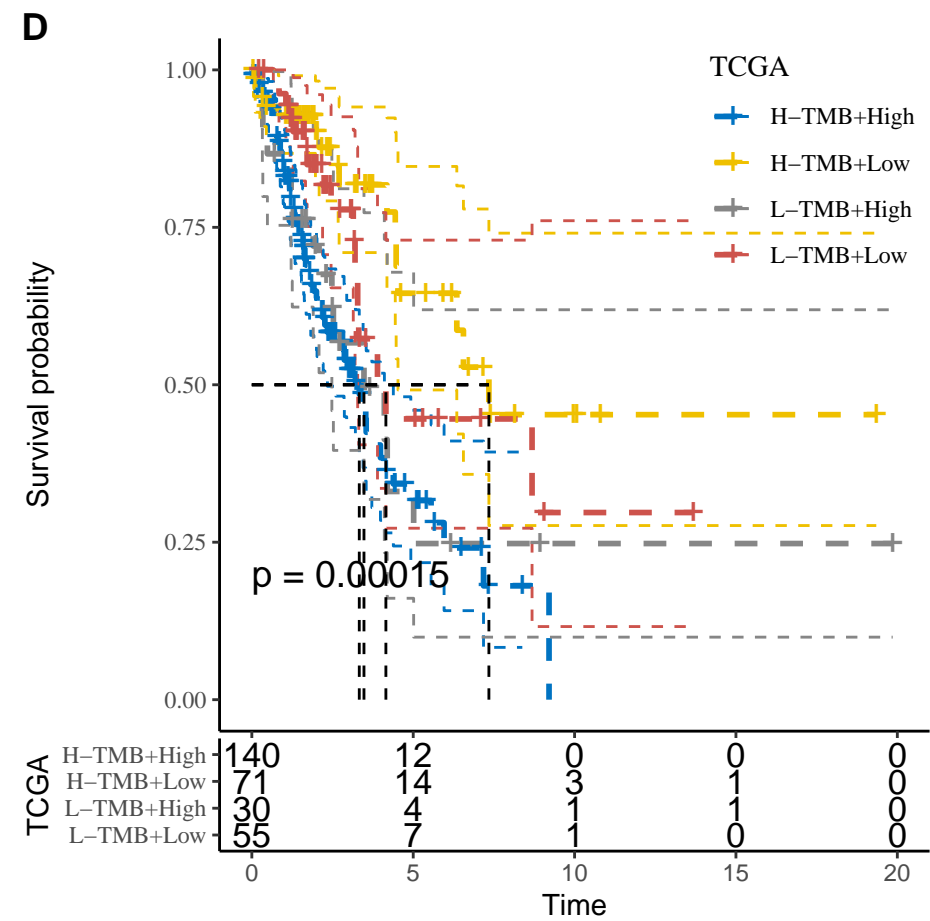 D
TCGA
H−TMB+High
H−TMB+Low
L−TMB+High
L−TMB+Low
Survival probability
1.00
0.75
0.50
0.25
0.00
p = 0.00015
TCGA
H−TMB+High 140 12 0 0 0
H−TMB+Low 71 14 3 1 0
L−TMB+High 30 4 1 1 0
L−TMB+Low 55 7 1 0 0
0 5 10 15 20
Time